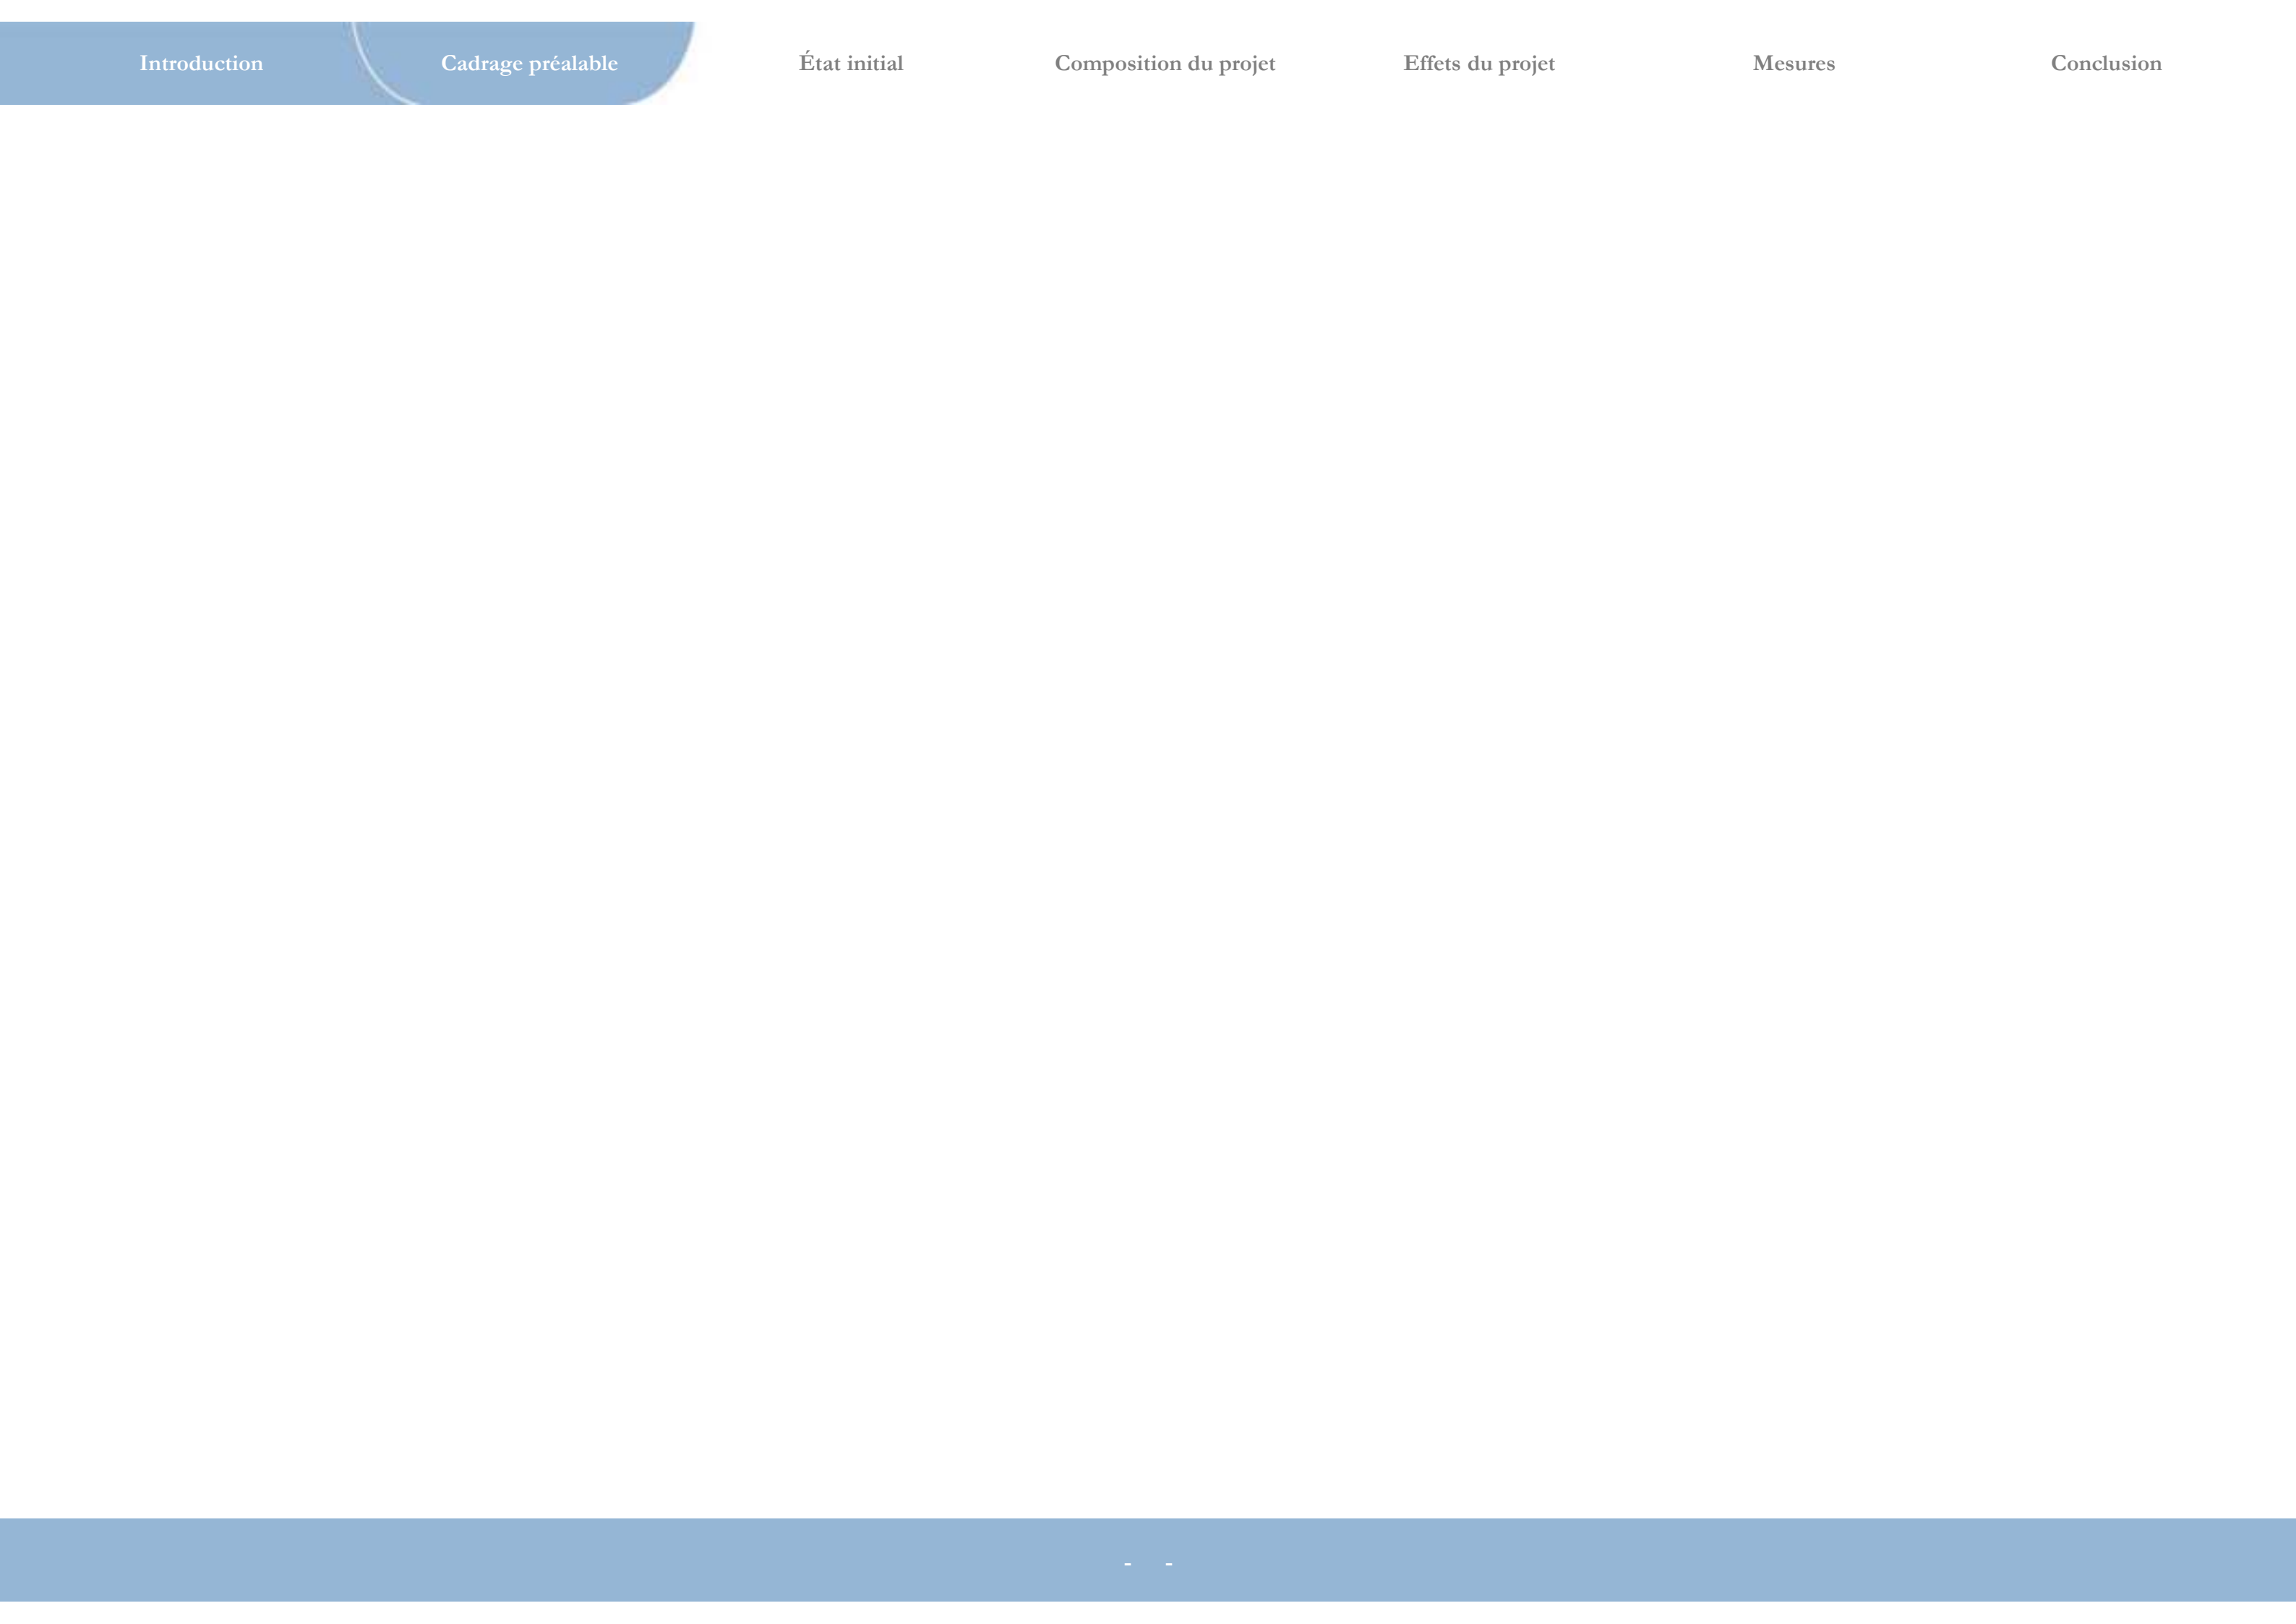 Introduction Cadrage préalable État initial Composition du projet Effets du projet Mesures Conclusion
- -